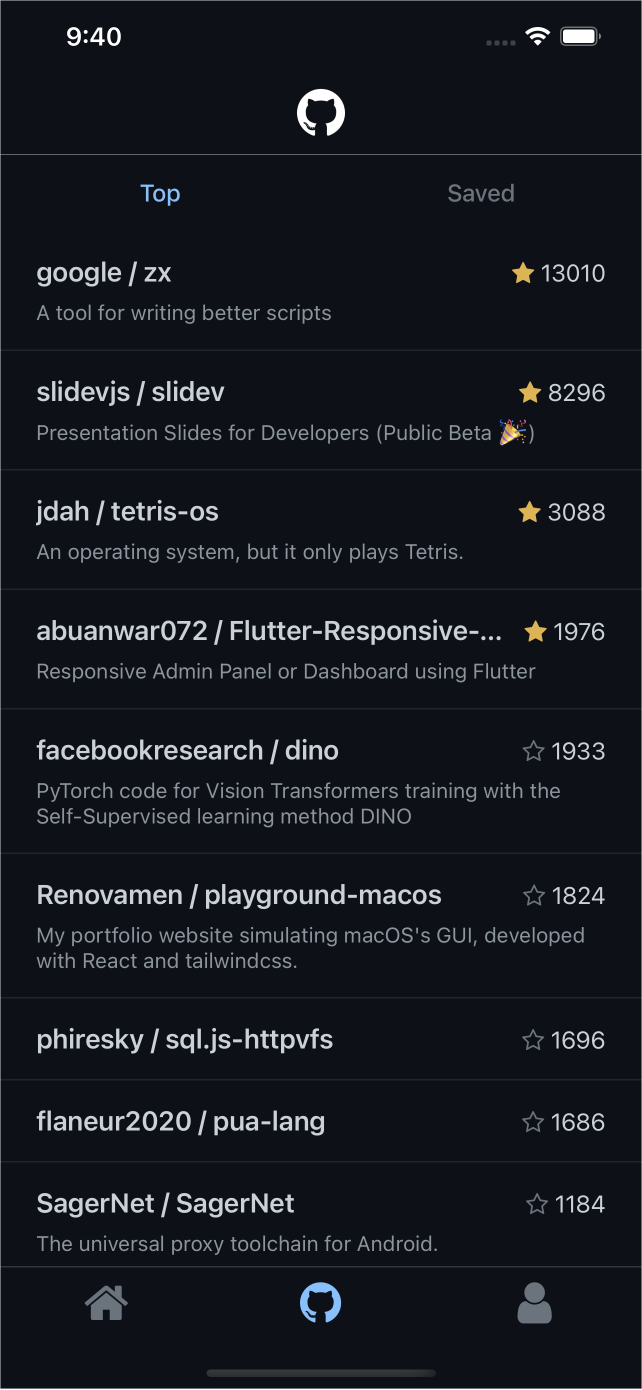 9:40
Top Saved
google / zx 13010
A tool for writing better scripts
slidevjs / slidev 8296
Presentation Slides for Developers (Public Beta 🎉)
jdah / tetris-os 3088
An operating system, but it only plays Tetris.
abuanwar072 / Flutter-Responsive-... 1976
Responsive Admin Panel or Dashboard using Flutter
facebookresearch / dino 1933
PyTorch code for Vision Transformers training with the
Self-Supervised learning method DINO
Renovamen / playground-macos 1824
My portfolio website simulating macOS's GUI, developed
with React and tailwindcss.
phiresky / sql.js-httpvfs 1696
flaneur2020 / pua-lang 1686
SagerNet / SagerNet 1184
The universal proxy toolchain for Android.